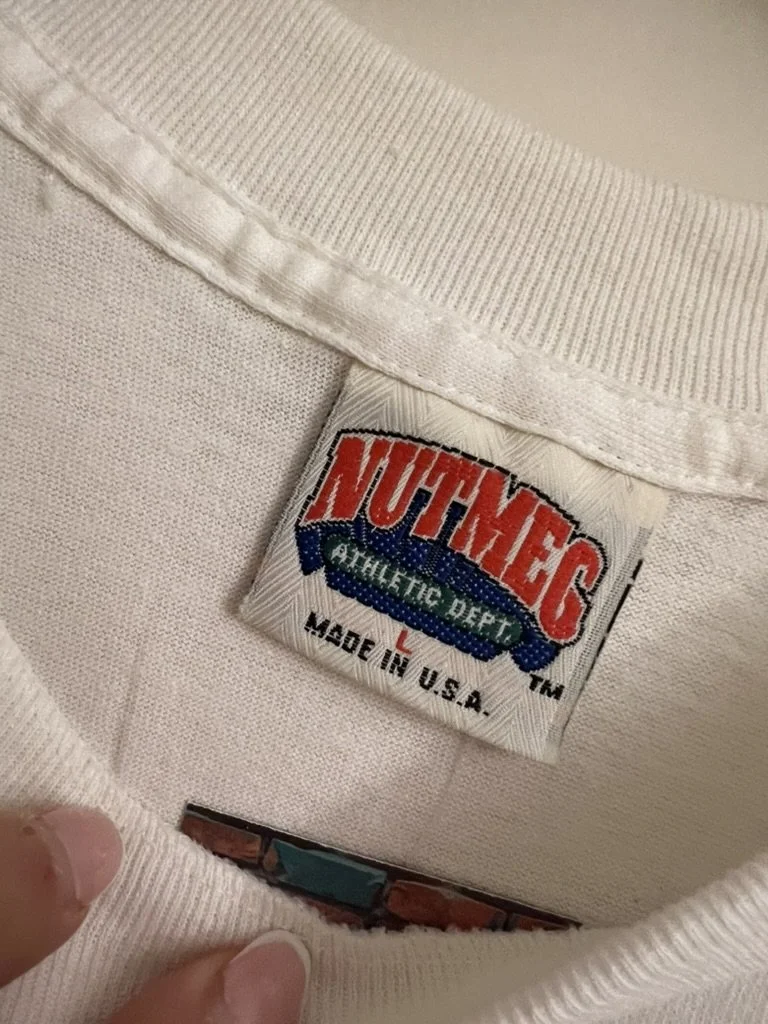 NUTMEG
ATHLETIC DEPT.
L
MADE IN U.S.A.
TM